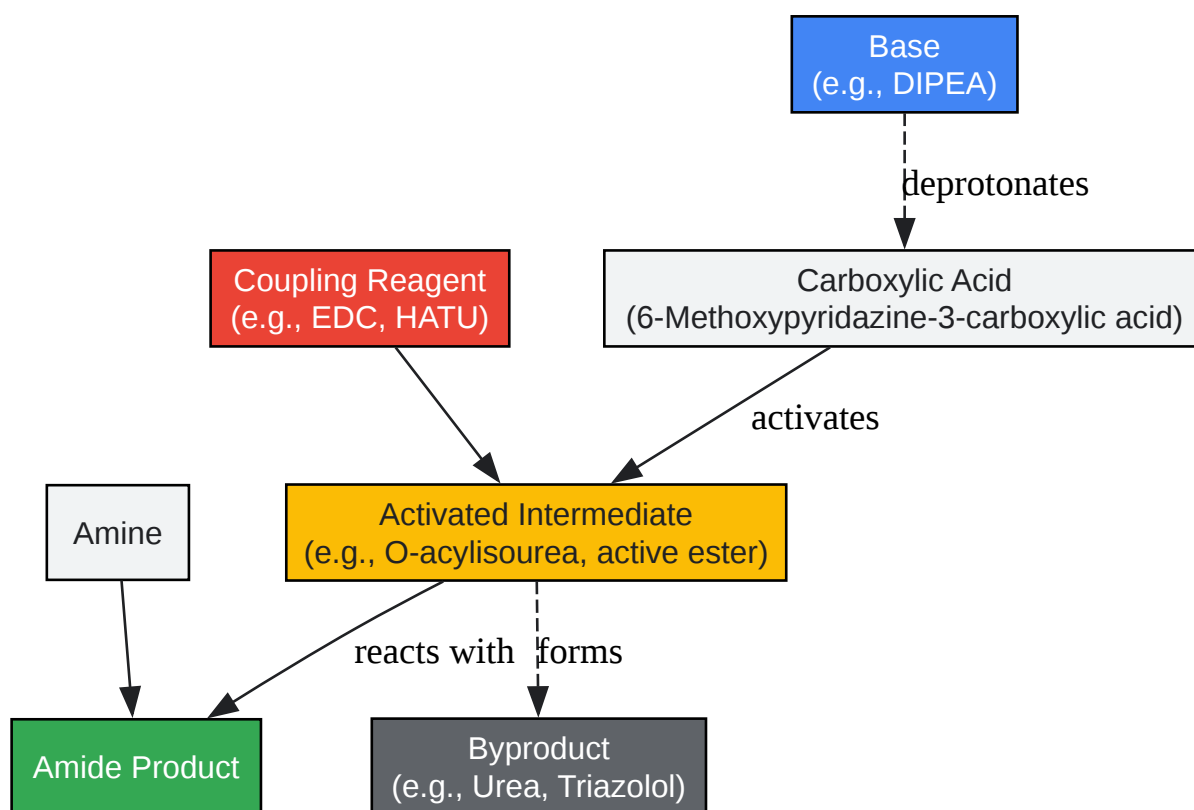 Base
(e.g., DIPEA)
deprotonates
Coupling Reagent
(e.g., EDC, HATU)
Carboxylic Acid
(6-Methoxypyridazine-3-carboxylic acid)
activates
Amine
Activated Intermediate
(e.g., O-acylisourea, active ester)
reacts with
forms
Amide Product
Byproduct
(e.g., Urea, Triazolol)